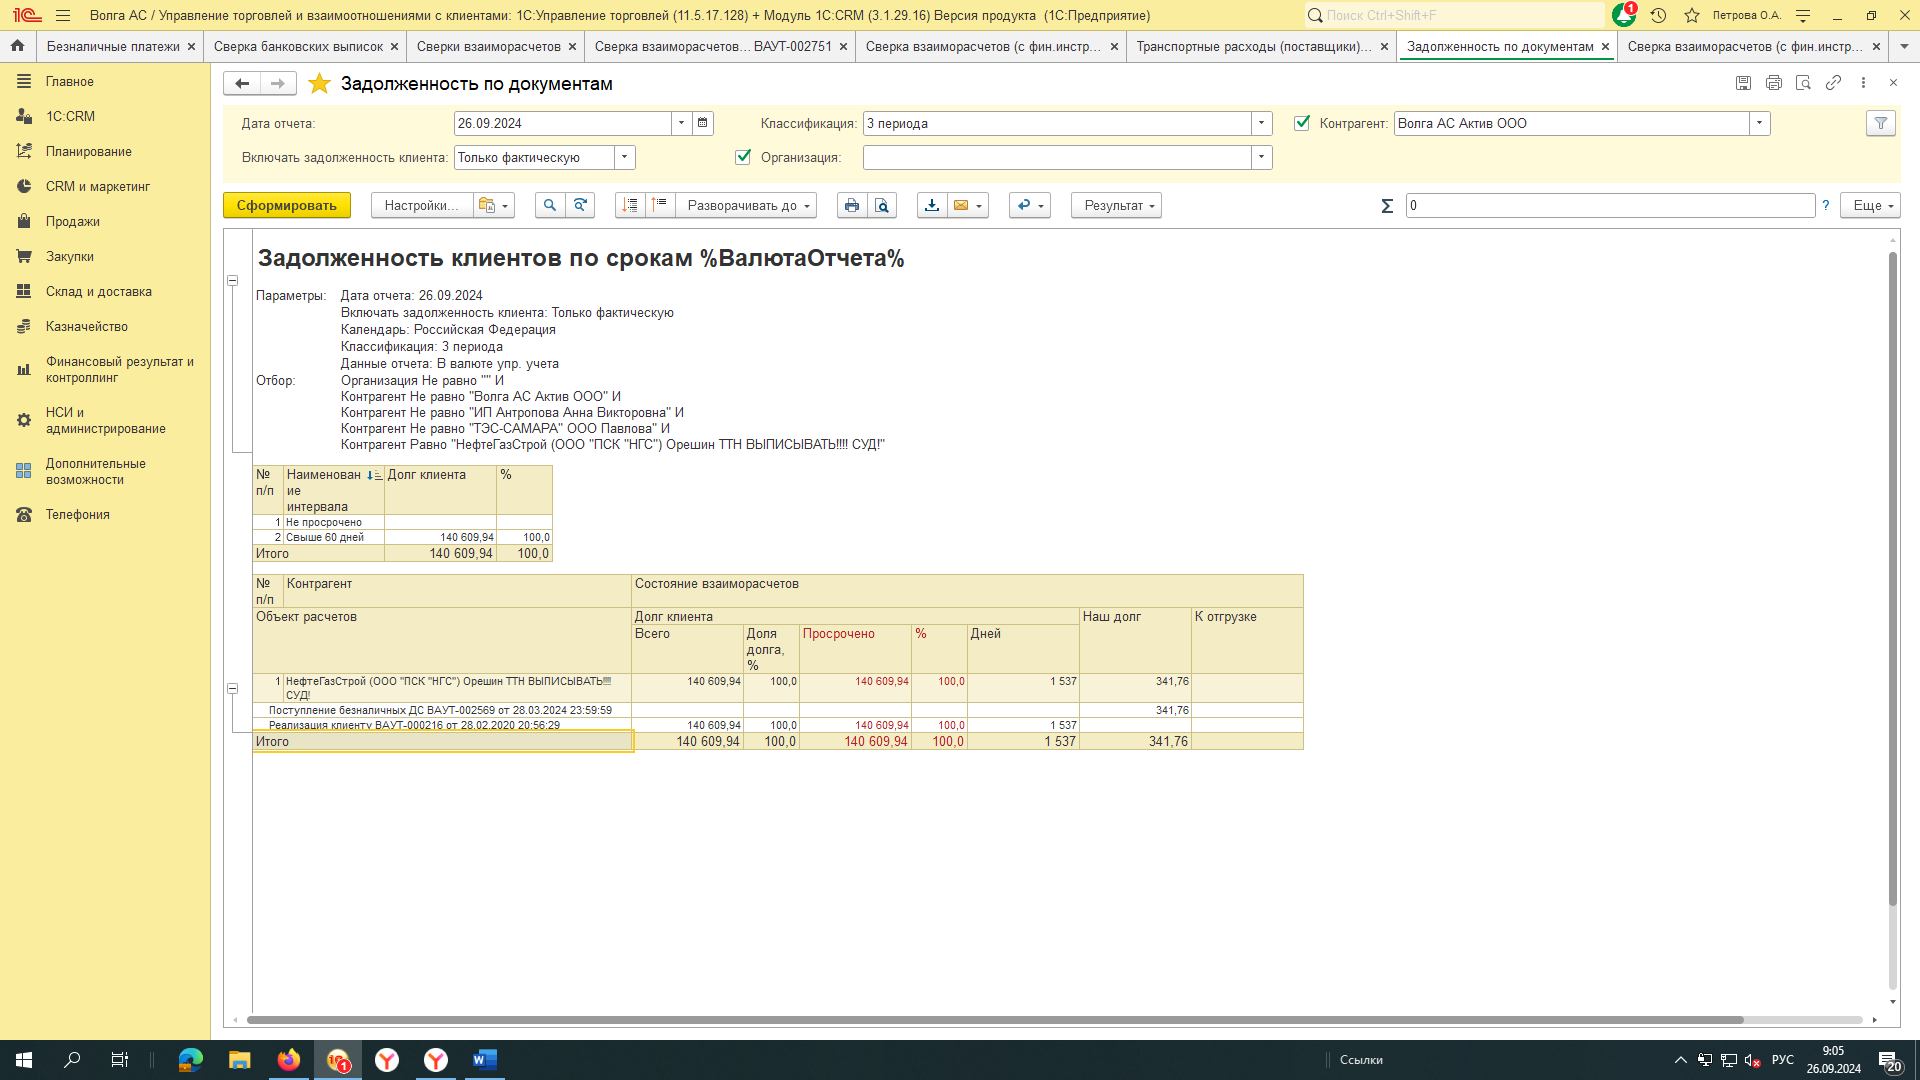 Волга АС / Управление торговлей и взаимоотношениями с клиентами: 1С:Управление торговлей (11.5.17.128) + Модуль 1С:CRM (3.1.29.16) Версия продукта (1С:Предприятие)
Поиск Ctrl+Shift+F
1
Петрова О.А.
Безналичные платежи
Сверка банковских выписок
Сверки взаиморасчетов
Сверка взаиморасчетов... ВАУТ-002751
Сверка взаиморасчетов (с фин.инстр...
Транспортные расходы (поставщики)...
Задолженность по документам
Сверка взаиморасчетов (с фин.инстр...
Главное
1С:CRM
Планирование
CRM и маркетинг
Продажи
Закупки
Склад и доставка
Казначейство
Финансовый результат и
контроллинг
НСИ и
администрирование
Дополнительные
возможности
Телефония
Задолженность по документам
Дата отчета: 26.09.2024
Классификация: 3 периода
Контрагент: Волга АС Актив ООО
Включать задолженность клиента: Только фактическую
Организация:
Сформировать
Настройки...
Разворачивать до
Результат
Σ 0
?
Еще
Задолженность клиентов по срокам %ВалютаОтчета%
Параметры: Дата отчета: 26.09.2024
Включать задолженность клиента: Только фактическую
Календарь: Российская Федерация
Классификация: 3 периода
Данные отчета: В валюте упр. учета
Отбор: Организация Не равно "" И
Контрагент Не равно "Волга АС Актив ООО" И
Контрагент Не равно "ИП Антропова Анна Викторовна" И
Контрагент Не равно "ТЭС-САМАРА" ООО Павлова" И
Контрагент Равно "НефтеГазСтрой (ООО "ПСК "НГС") Орешин ТТН ВЫПИСЫВАТЬ!!!! СУД!"
№ п/п Наименование интервала Долг клиента %
1 Не просрочено
2 Свыше 60 дней 140 609,94 100,0
Итого 140 609,94 100,0
№ п/п Контрагент Состояние взаиморасчетов
Объект расчетов Долг клиента Наш долг К отгрузке
Всего Доля долга, % Просрочено % Дней
1 НефтеГазСтрой (ООО "ПСК "НГС") Орешин ТТН ВЫПИСЫВАТЬ!!!! 140 609,94 100,0 140 609,94 100,0 1 537 341,76
СУД!
Поступление безналичных ДС ВАУТ-002569 от 28.03.2024 23:59:59 341,76
Реализация клиенту ВАУТ-000216 от 28.02.2020 20:56:29 140 609,94 100,0 140 609,94 100,0 1 537
Итого 140 609,94 100,0 140 609,94 100,0 1 537 341,76
1
Ссылки
РУС
9:05
26.09.2024
20